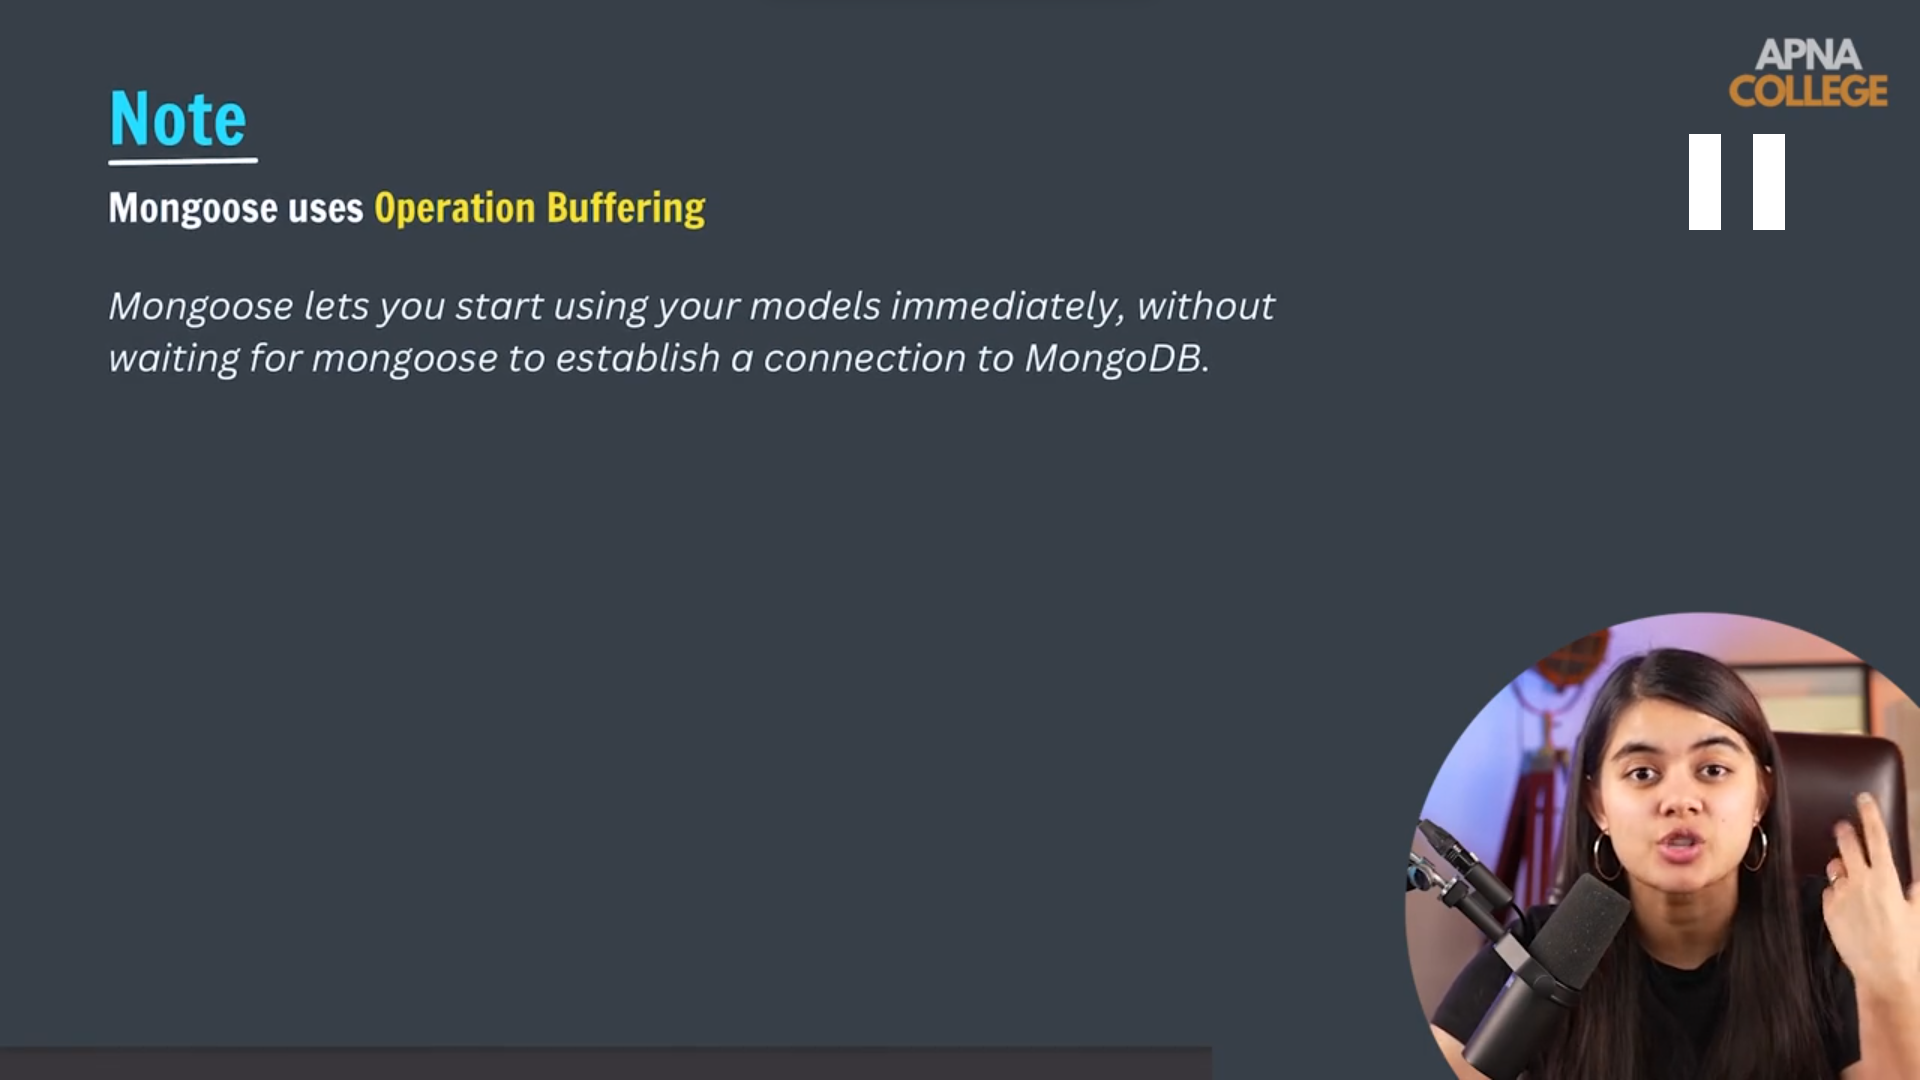 APNA
COLLEGE
Note
Mongoose uses Operation Buffering
Mongoose lets you start using your models immediately, without
waiting for mongoose to establish a connection to MongoDB.